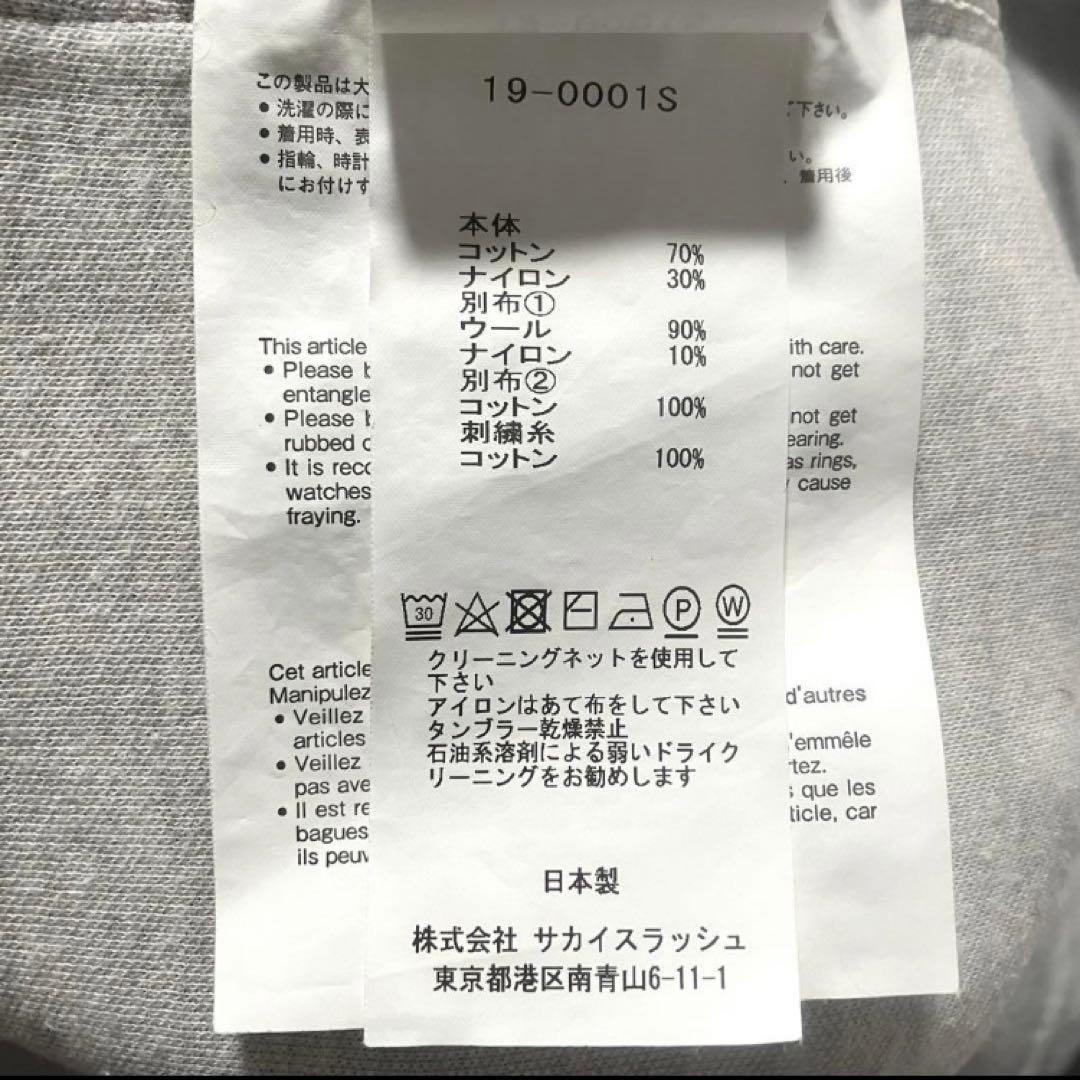 19-0001S
本体
コットン 70%
ナイロン 30%
別布①
ウール 90%
ナイロン 10%
別布②
コットン 100%
刺繍糸
コットン 100%
30
P
W
クリーニングネットを使用して
下さい
アイロンはあて布をして下さい
タンブラー乾燥禁止
石油系溶剤による弱いドライク
リーニングをお勧めします
日本製
株式会社 サカイスラッシュ
東京都港区南青山6-11-1
この製品は大
● 洗濯の際に
● 着用時、表
● 指輪、時計
にお付けす
下さい。
い。
着用後
This article
● Please
entangle
● Please
rubbed
● It is
watches
fraying.
with care.
not get
not get
as rings,
cause
Cet article
Manipulez
● Veillez
articles
● Veillez
pas
● Il est
bagues
ils
d'autres
'emmêle
que les
car